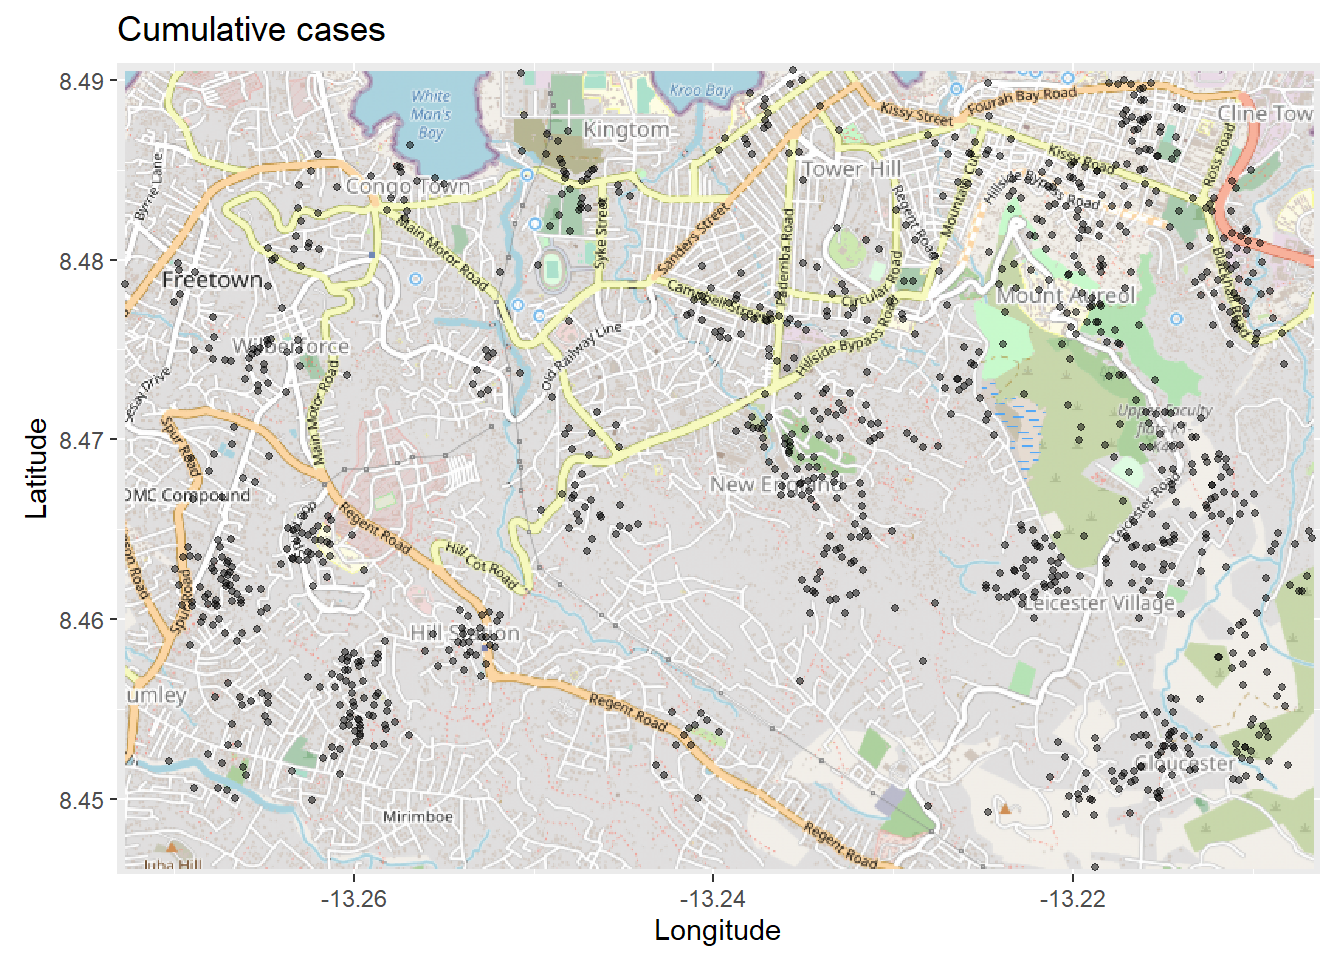 Cumulative cases
8.49
8.48
8.47
8.46
8.45
Latitude
-13.26
-13.24
-13.22
Longitude
White
Man's
Bay
Kroo Bay
Kingtom
Kissy Street
Fourah Bay Road
Cline Tow
Byrne Lane
Congo Town
Tower Hill
Kissy Road
Ross Road
Hillside Bypass Road
Mountain Cut
Regent Road
Main Motor Road
Syke Street
Sanders Street
Pademba Road
Freetown
Campbell Street
Circular Road
Mount Aureol
Blackhall Road
Wilberforce
Old Railway Line
Hillside Bypass Road
Main Motor Road
Spur Road
OMC Compound
New England
Leicester Road
Regent Road
Hill Cot Road
Spur Road
Leicester Village
Hill Station
umley
Regent Road
Gloucester
Mirimboe
Regent Road
Juba Hill